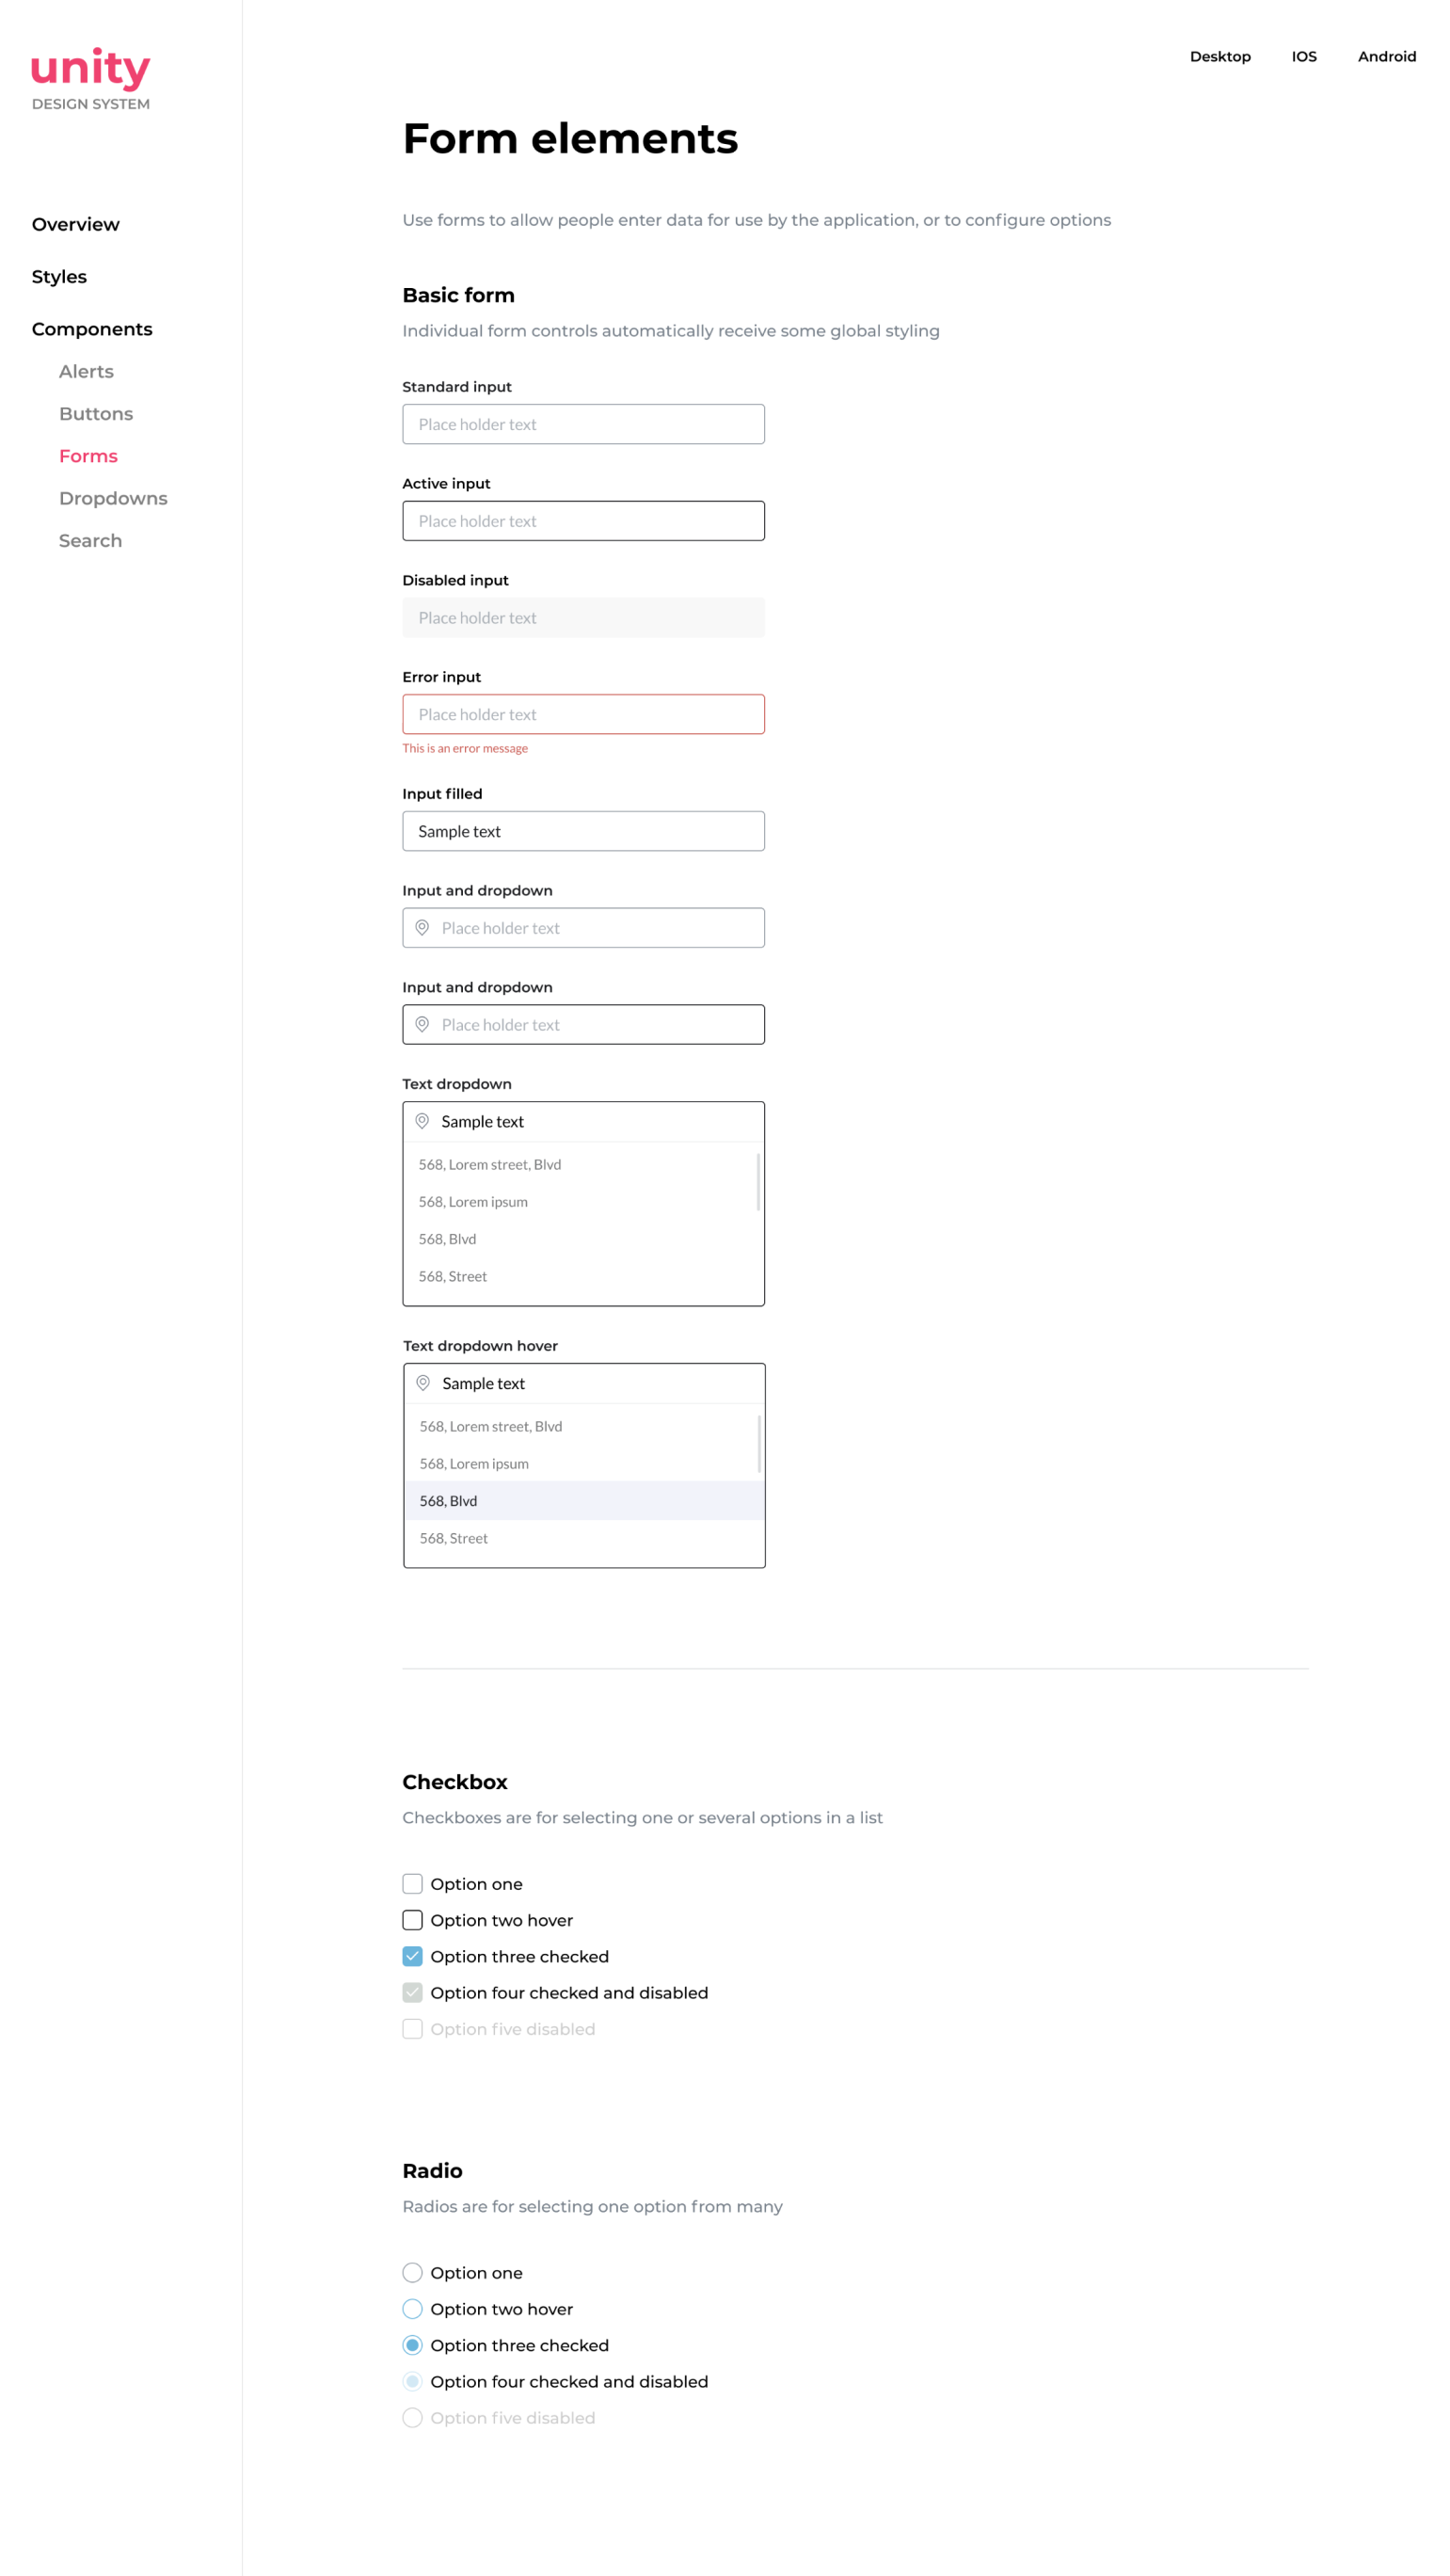 unity
DESIGN SYSTEM
Overview
Styles
Components
Alerts
Buttons
Forms
Dropdowns
Search
Desktop
IOS
Android
Form elements
Use forms to allow people enter data for use by the application, or to configure options
Basic form
Individual form controls automatically receive some global styling
Standard input
Place holder text
Active input
Place holder text
Disabled input
Place holder text
Error input
Place holder text
This is an error message
Input filled
Sample text
Input and dropdown
Place holder text
Input and dropdown
Place holder text
Text dropdown
Sample text
568, Lorem street, Blvd
568, Lorem ipsum
568, Blvd
568, Street
Text dropdown hover
Sample text
568, Lorem street, Blvd
568, Lorem ipsum
568, Blvd
568, Street
Checkbox
Checkboxes are for selecting one or several options in a list
Option one
Option two hover
Option three checked
Option four checked and disabled
Option five disabled
Radio
Radios are for selecting one option from many
Option one
Option two hover
Option three checked
Option four checked and disabled
Option five disabled